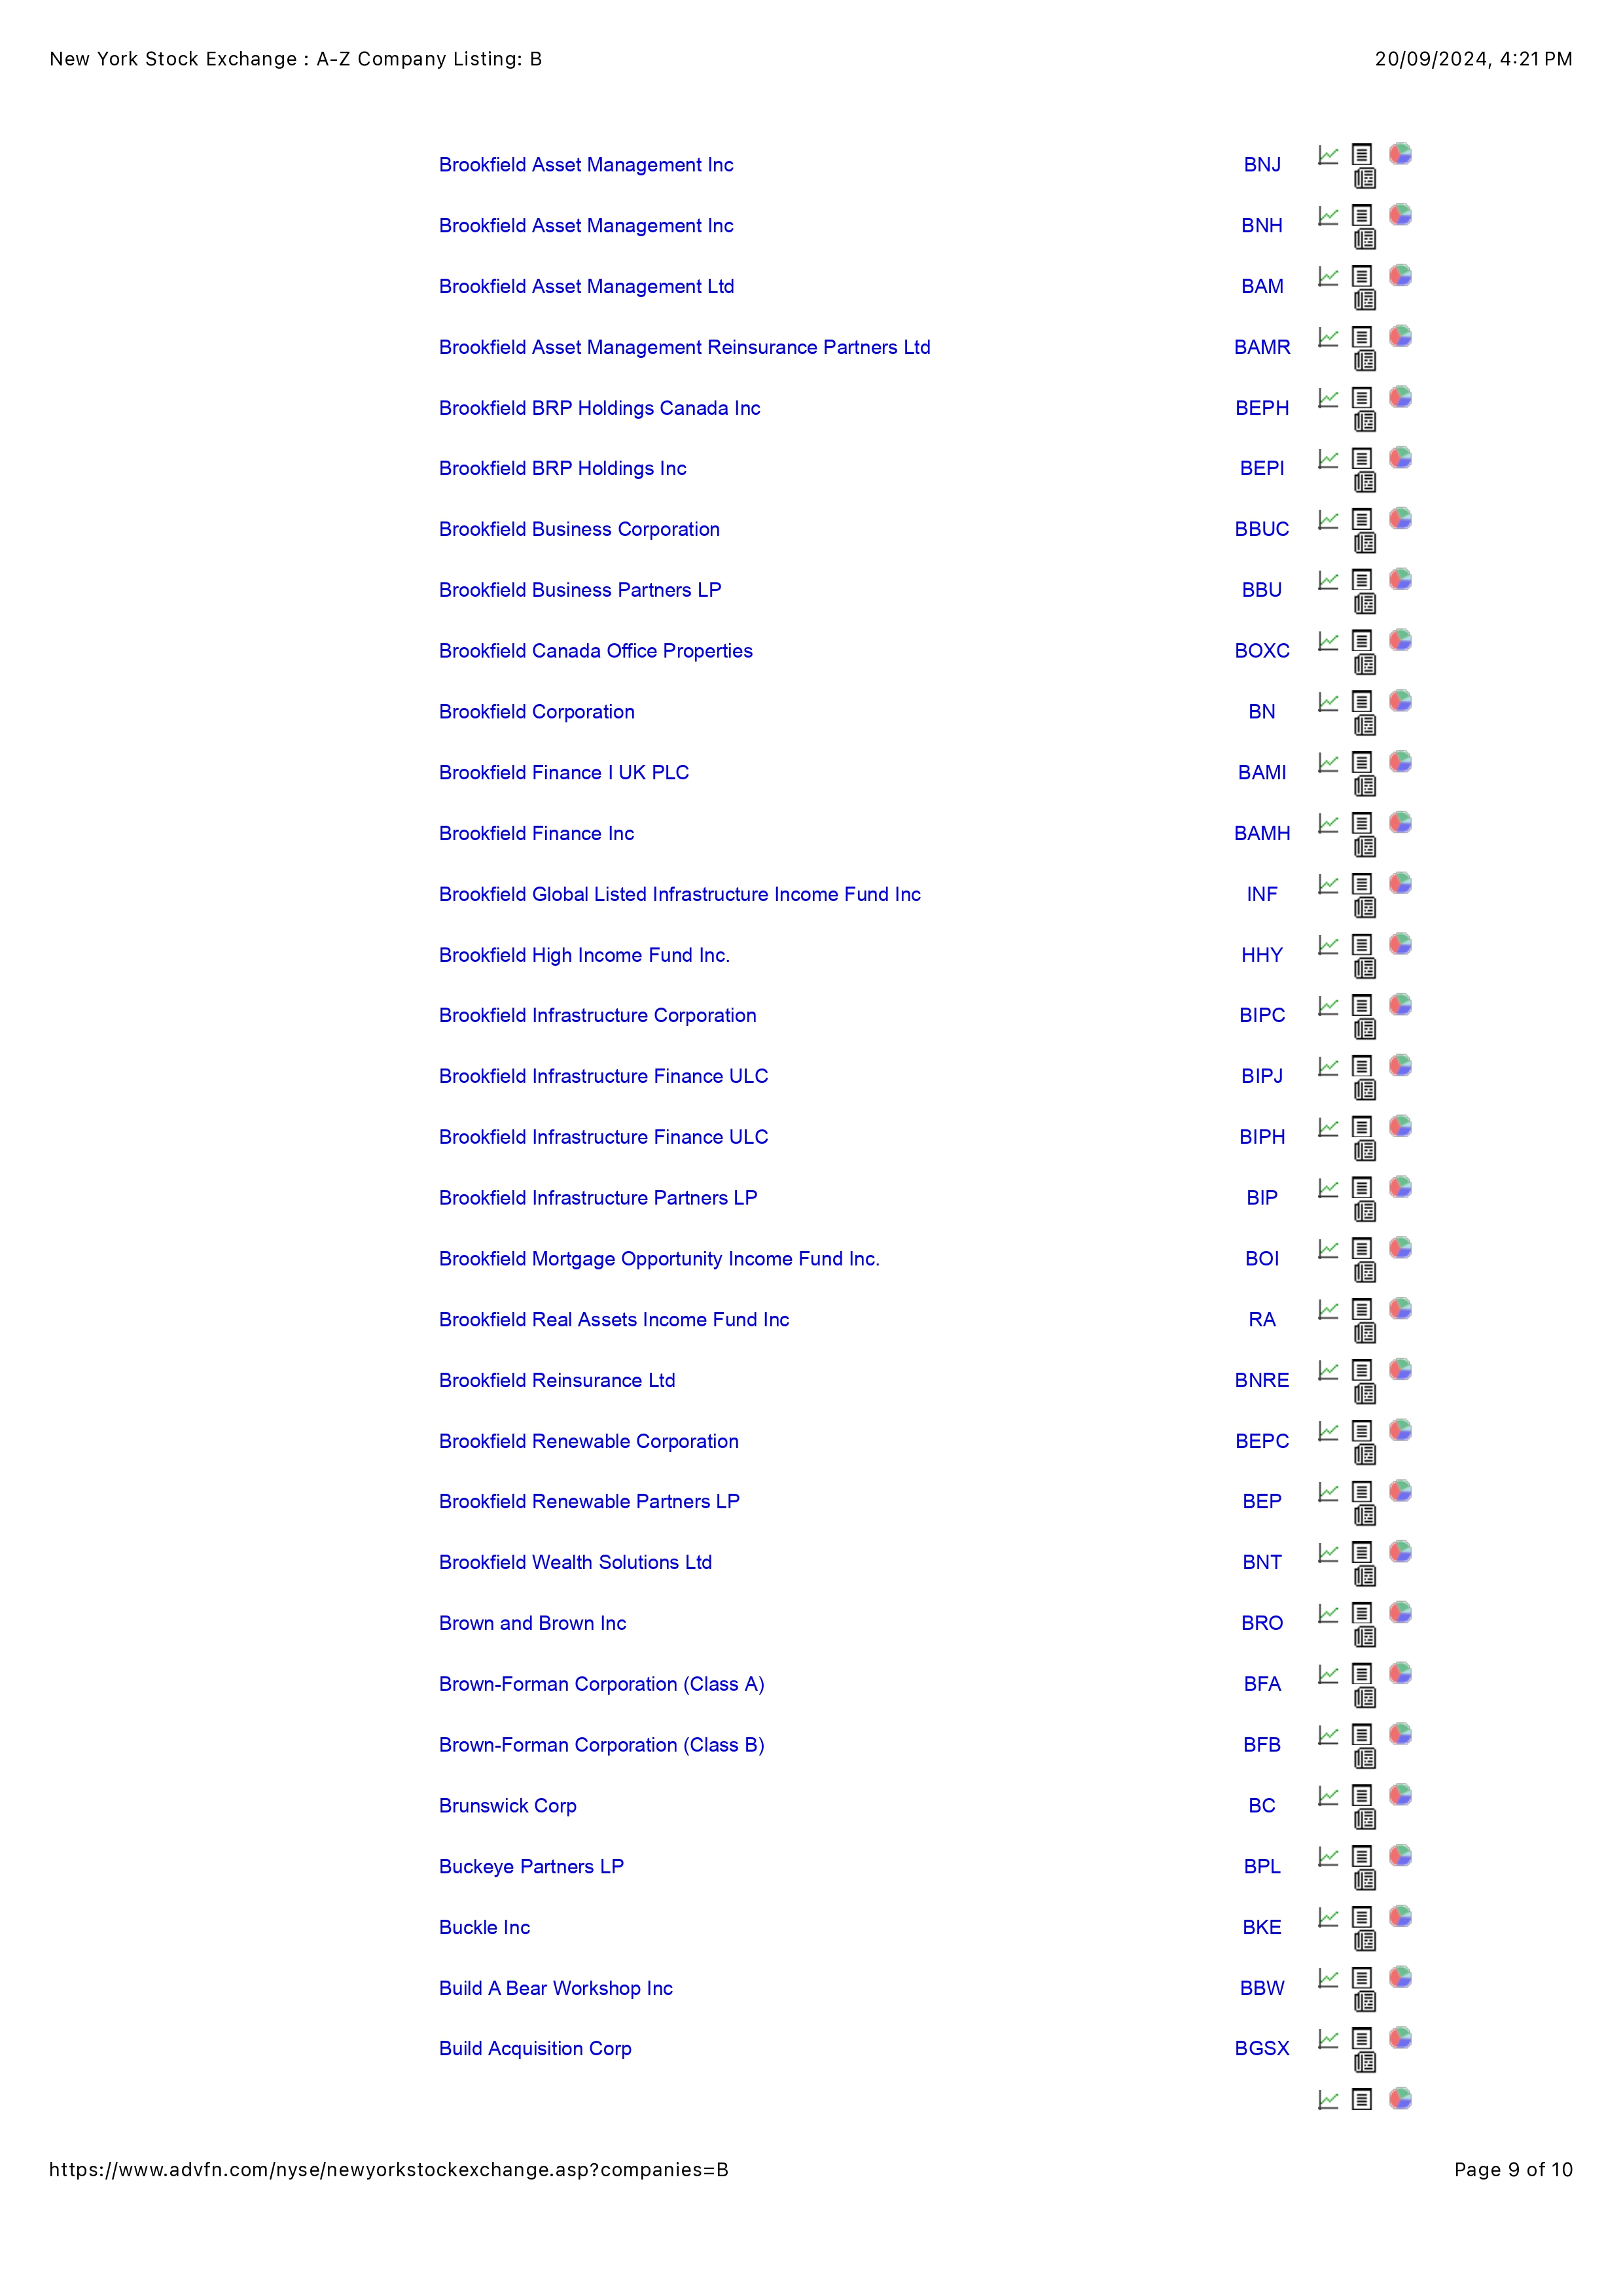 New York Stock Exchange : A-Z Company Listing: B 20/09/2024, 4:21 PM
Brookfield Asset Management Inc BNJ
Brookfield Asset Management Inc BNH
Brookfield Asset Management Ltd BAM
Brookfield Asset Management Reinsurance Partners Ltd BAMR
Brookfield BRP Holdings Canada Inc BEPH
Brookfield BRP Holdings Inc BEPI
Brookfield Business Corporation BBUC
Brookfield Business Partners LP BBU
Brookfield Canada Office Properties BOXC
Brookfield Corporation BN
Brookfield Finance I UK PLC BAMI
Brookfield Finance Inc BAMH
Brookfield Global Listed Infrastructure Income Fund Inc INF
Brookfield High Income Fund Inc. HHY
Brookfield Infrastructure Corporation BIPC
Brookfield Infrastructure Finance ULC BIPJ
Brookfield Infrastructure Finance ULC BIPH
Brookfield Infrastructure Partners LP BIP
Brookfield Mortgage Opportunity Income Fund Inc. BOI
Brookfield Real Assets Income Fund Inc RA
Brookfield Reinsurance Ltd BNRE
Brookfield Renewable Corporation BEPC
Brookfield Renewable Partners LP BEP
Brookfield Wealth Solutions Ltd BNT
Brown and Brown Inc BRO
Brown-Forman Corporation (Class A) BFA
Brown-Forman Corporation (Class B) BFB
Brunswick Corp BC
Buckeye Partners LP BPL
Buckle Inc BKE
Build A Bear Workshop Inc BBW
Build Acquisition Corp BGSX
https://www.advfn.com/nyse/newyorkstockexchange.asp?companies=B Page 9 of 10